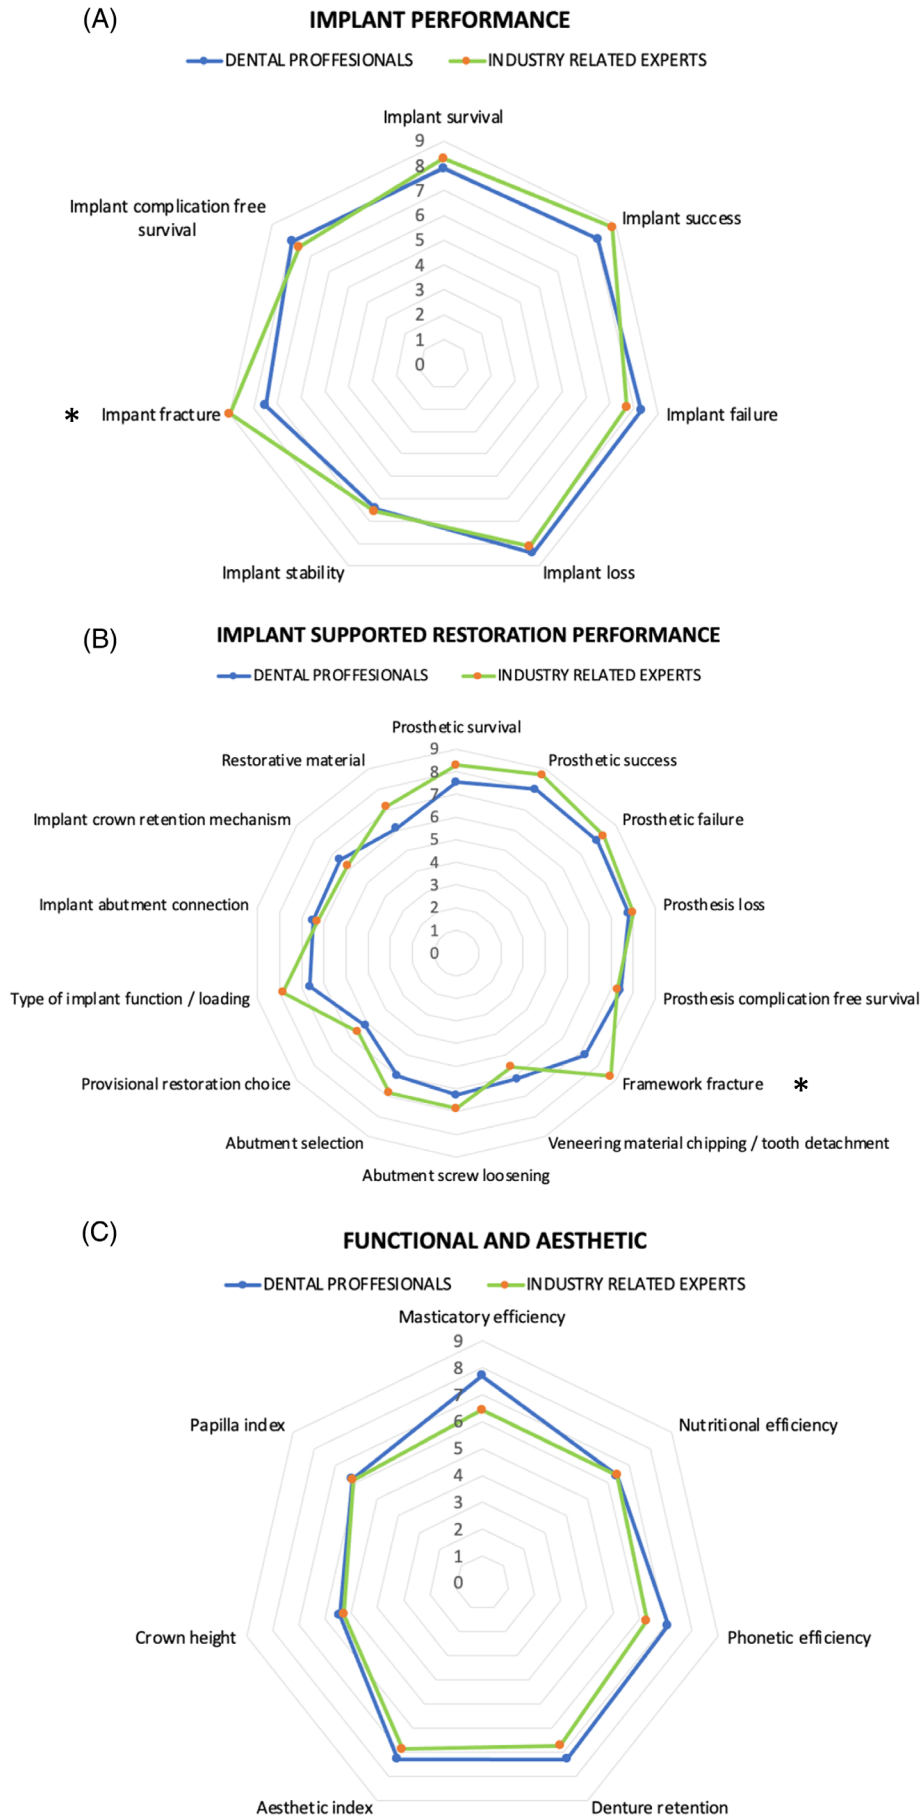 (A)
IMPLANT PERFORMANCE
DENTAL PROFFESIONALS
INDUSTRY RELATED EXPERTS
Implant survival
9
8
7
6
5
4
3
2
1
0
Implant complication free
survival
Implant success
* Impant fracture
Implant failure
Implant stability
Implant loss
(B)
IMPLANT SUPPORTED RESTORATION PERFORMANCE
DENTAL PROFFESIONALS
INDUSTRY RELATED EXPERTS
Prosthetic survival
9
8
7
6
5
4
3
2
1
0
Restorative material
Prosthetic success
Implant crown retention mechanism
Prosthetic failure
Implant abutment connection
Prosthesis loss
Type of implant function / loading
Prosthesis complication free survival
Provisional restoration choice
Framework fracture *
Abutment selection
Veneering material chipping / tooth detachment
Abutment screw loosening
(C)
FUNCTIONAL AND AESTHETIC
DENTAL PROFFESIONALS
INDUSTRY RELATED EXPERTS
Masticatory efficiency
9
8
7
6
5
4
3
2
1
0
Papilla index
Nutritional efficiency
Crown height
Phonetic efficiency
Aesthetic index
Denture retention